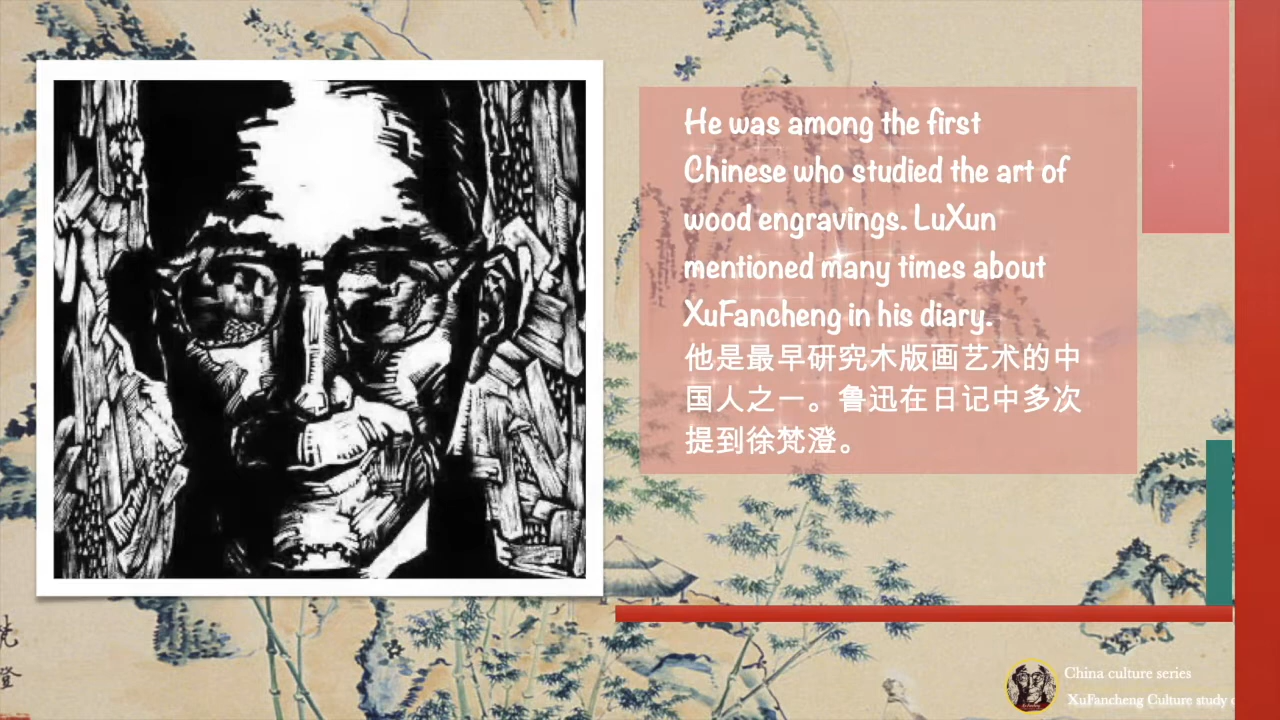 He was among the first
Chinese who studied the art of
wood engravings. LuXun
mentioned many times about
XuFancheng in his diary.
他是最早研究木版画艺术的中
国人之一。鲁迅在日记中多次
提到徐梵澄。
梵
澄
China culture series
XuFancheng Culture study